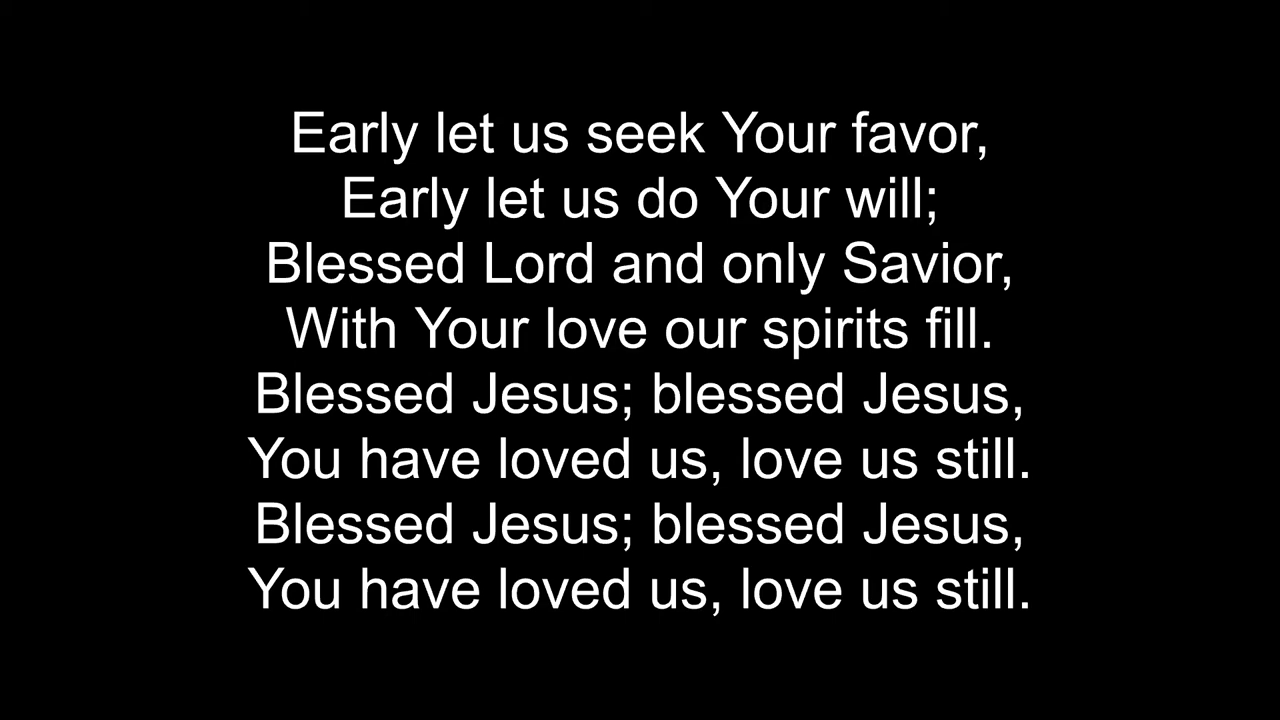 Early let us seek Your favor,
Early let us do Your will;
Blessed Lord and only Savior,
With Your love our spirits fill.
Blessed Jesus; blessed Jesus,
You have loved us, love us still.
Blessed Jesus; blessed Jesus,
You have loved us, love us still.